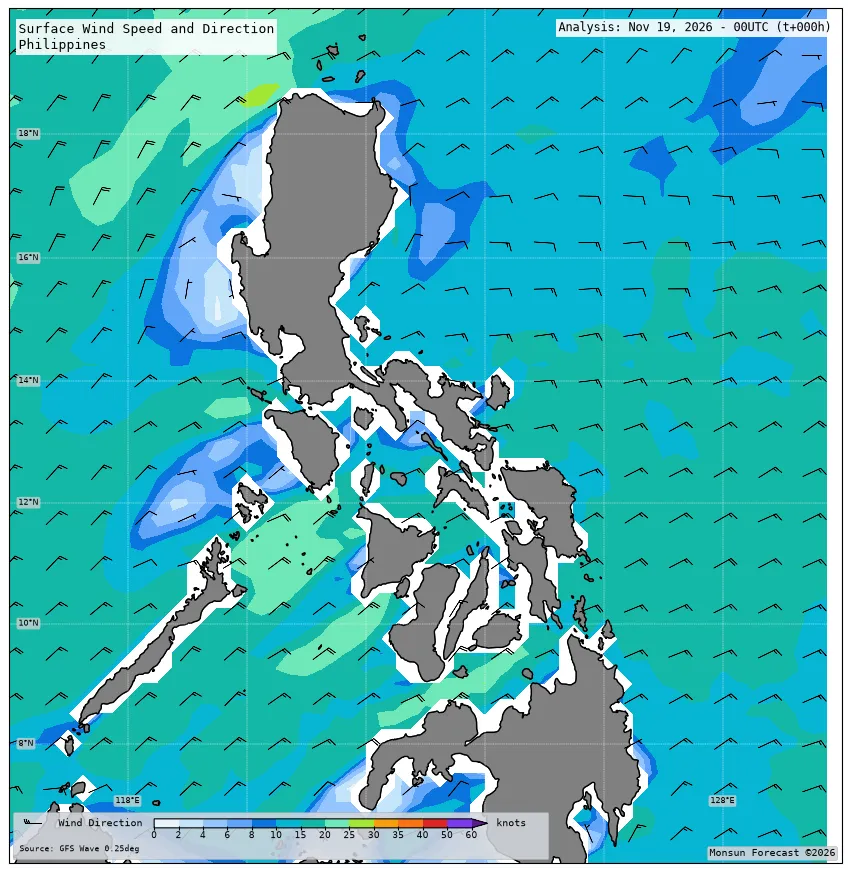 Surface Wind Speed and Direction
Philippines
Analysis: Nov 19, 2026 - 00UTC (t+000h)
18°N
16°N
14°N
12°N
10°N
8°N
118°E
128°E
Wind Direction
0 2 4 6 8 10 15 20 25 30 35 40 50 60
knots
Source: GFS Wave 0.25deg
Monsun Forecast ©2026